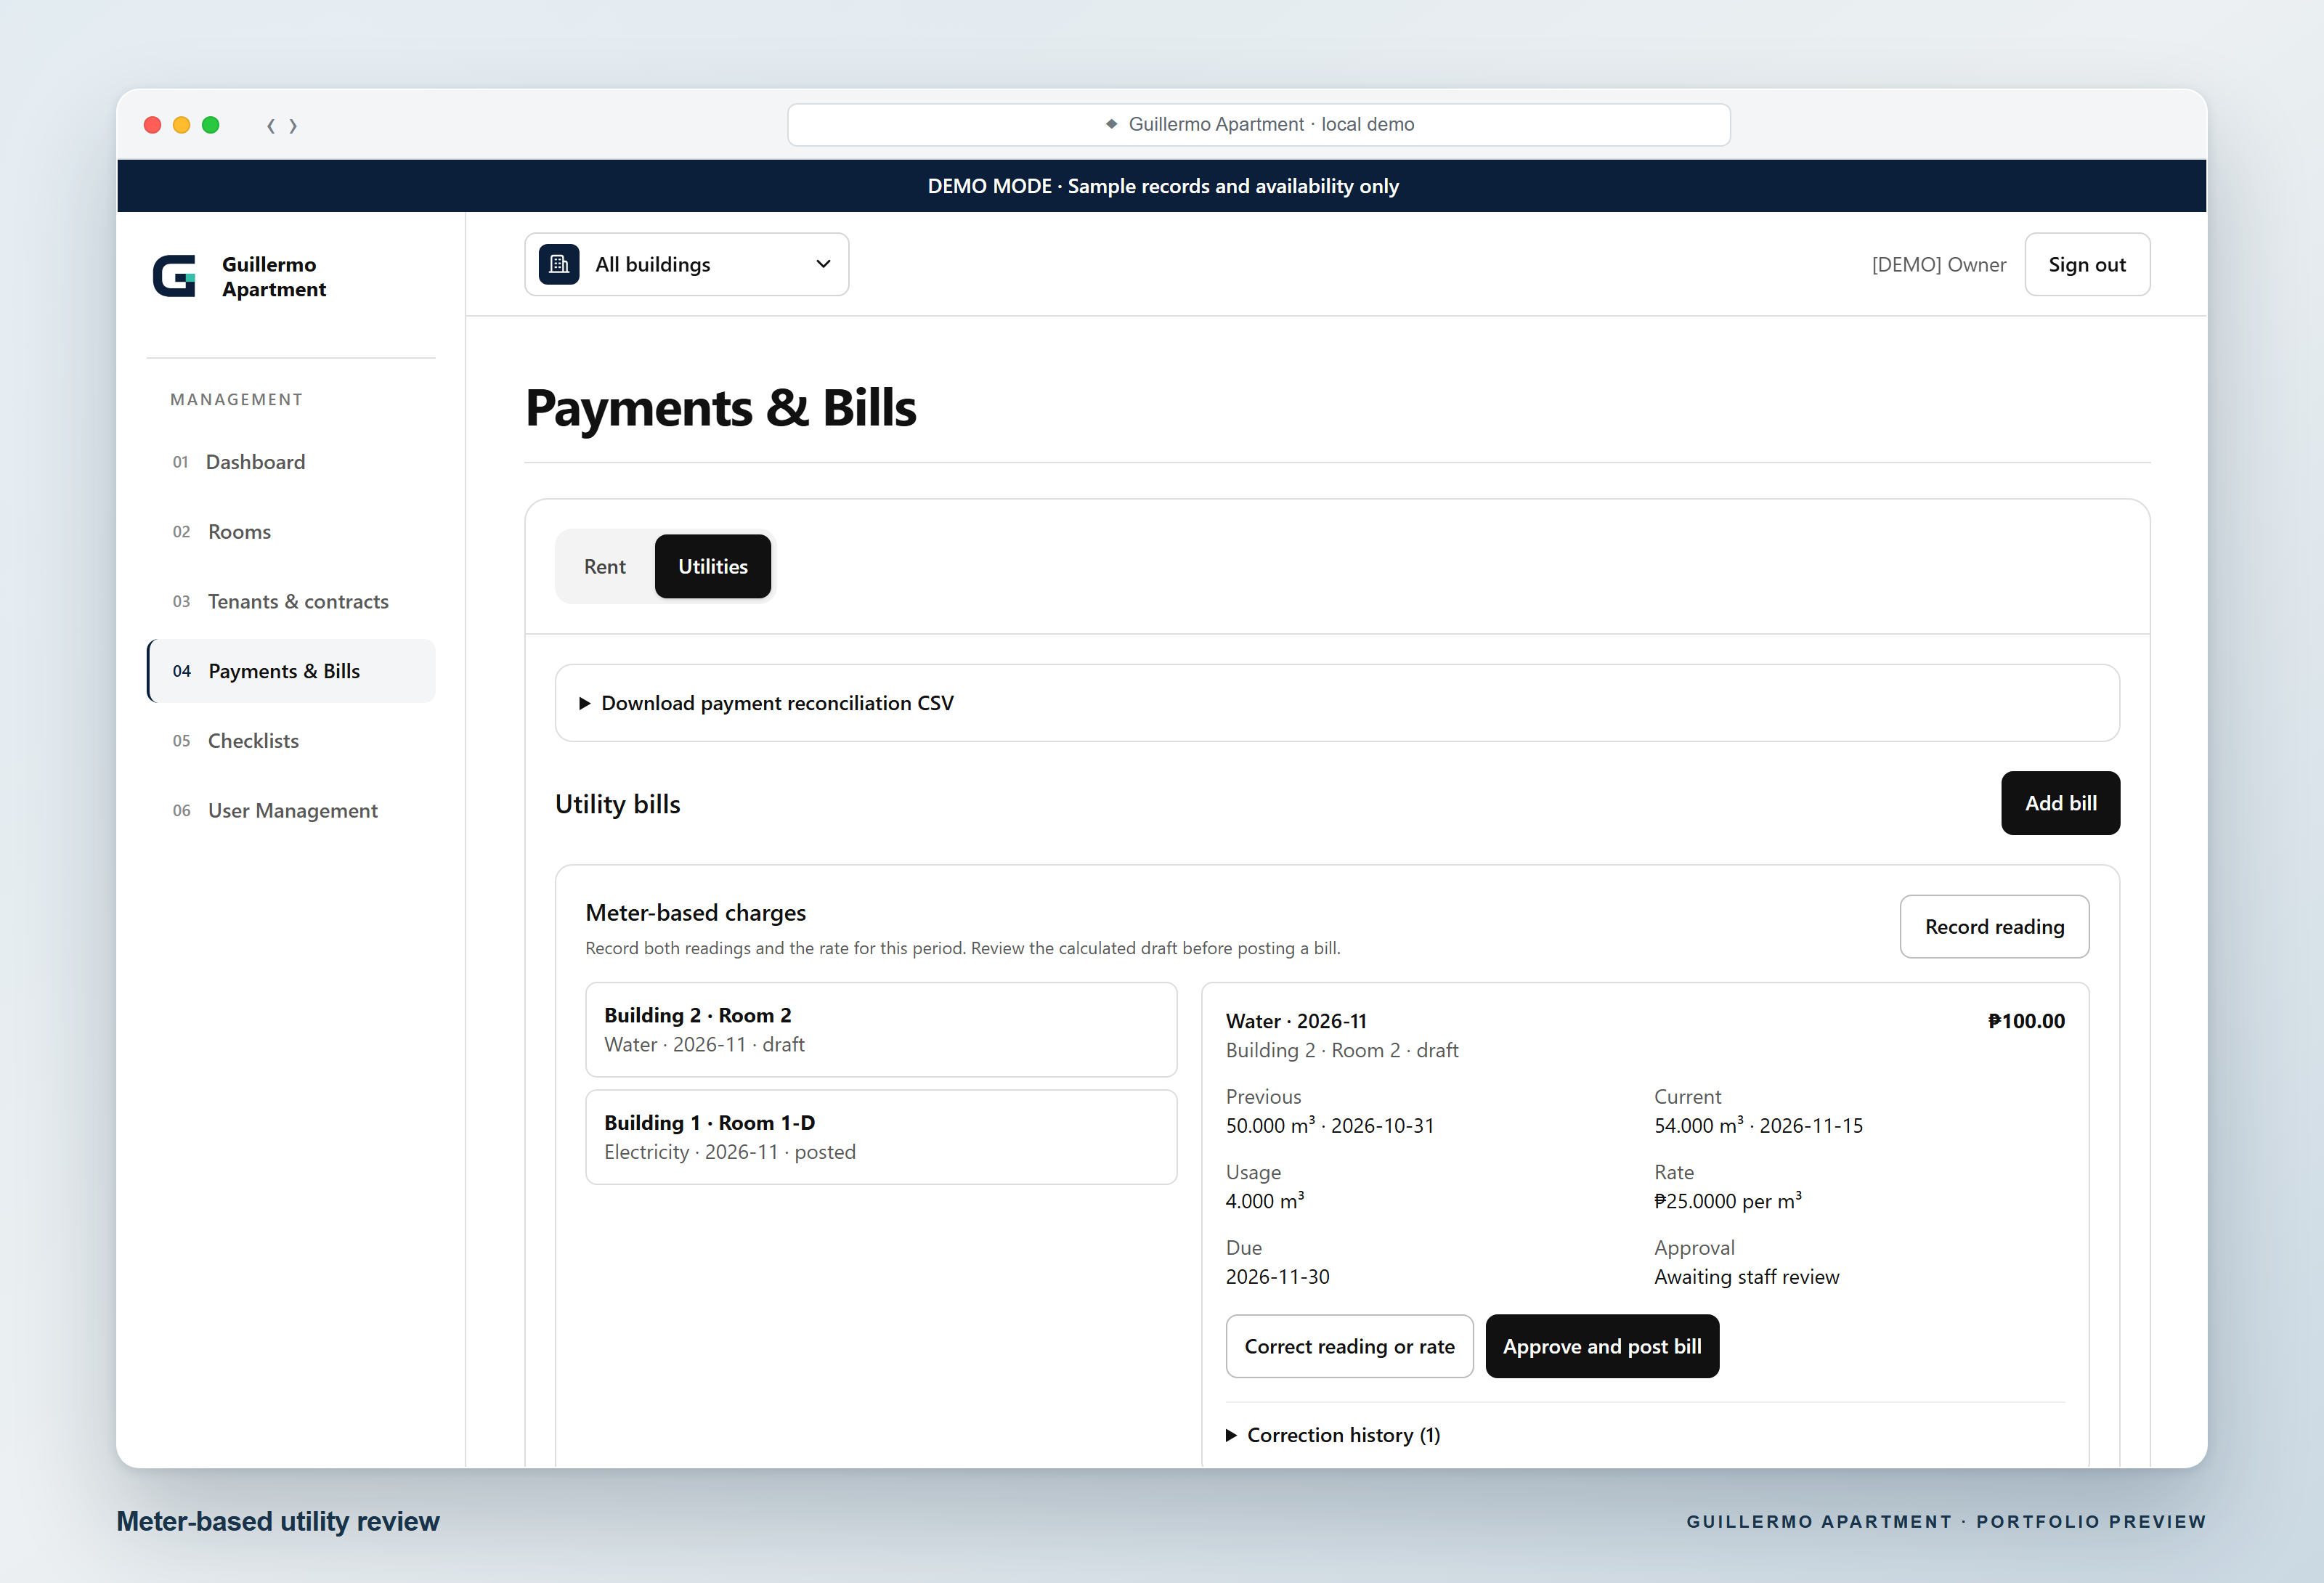 Guillermo Apartment · local demo
DEMO MODE · Sample records and availability only
Guillermo
Apartment
All buildings
[DEMO] Owner
Sign out
MANAGEMENT
01 Dashboard
02 Rooms
03 Tenants & contracts
04 Payments & Bills
05 Checklists
06 User Management
Payments & Bills
Rent
Utilities
Download payment reconciliation CSV
Utility bills
Add bill
Meter-based charges
Record both readings and the rate for this period. Review the calculated draft before posting a bill.
Record reading
Building 2 · Room 2
Water · 2026-11 · draft
Building 1 · Room 1-D
Electricity · 2026-11 · posted
Water · 2026-11
₱100.00
Building 2 · Room 2 · draft
Previous
50.000 m³ · 2026-10-31
Current
54.000 m³ · 2026-11-15
Usage
4.000 m³
Rate
₱25.0000 per m³
Due
2026-11-30
Approval
Awaiting staff review
Correct reading or rate
Approve and post bill
Correction history (1)
Meter-based utility review
GUILLERMO APARTMENT · PORTFOLIO PREVIEW